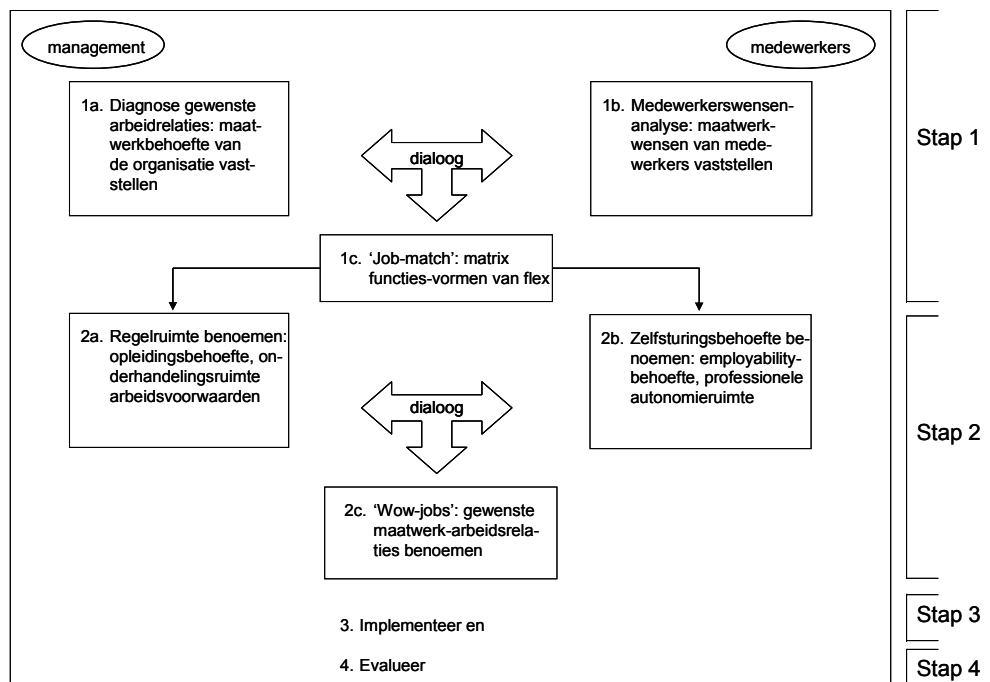 management
medewerkers
1a. Diagnose gewenste
arbeidrelaties: maat-
werkbehoefte van
de organisatie vast-
stellen
dialoog
1b. Medewerkerswensen-
analyse: maatwerk-
wensen van mede-
werkers vaststellen
Stap 1
1c. ‘Job-match’: matrix
functies-vormen van flex
2a. Regelruimte benoemen:
opleidingsbehoefte, on-
derhandelingsruimte
arbeidsvoorwaarden
dialoog
2b. Zelfsturingsbehoefte be-
noemen: employability-
behoefte, professionele
autonomieruimte
Stap 2
2c. ‘Wow-jobs’: gewenste
maatwerk-arbeidsrela-
ties benoemen
3. Implementeer en
Stap 3
4. Evalueer
Stap 4